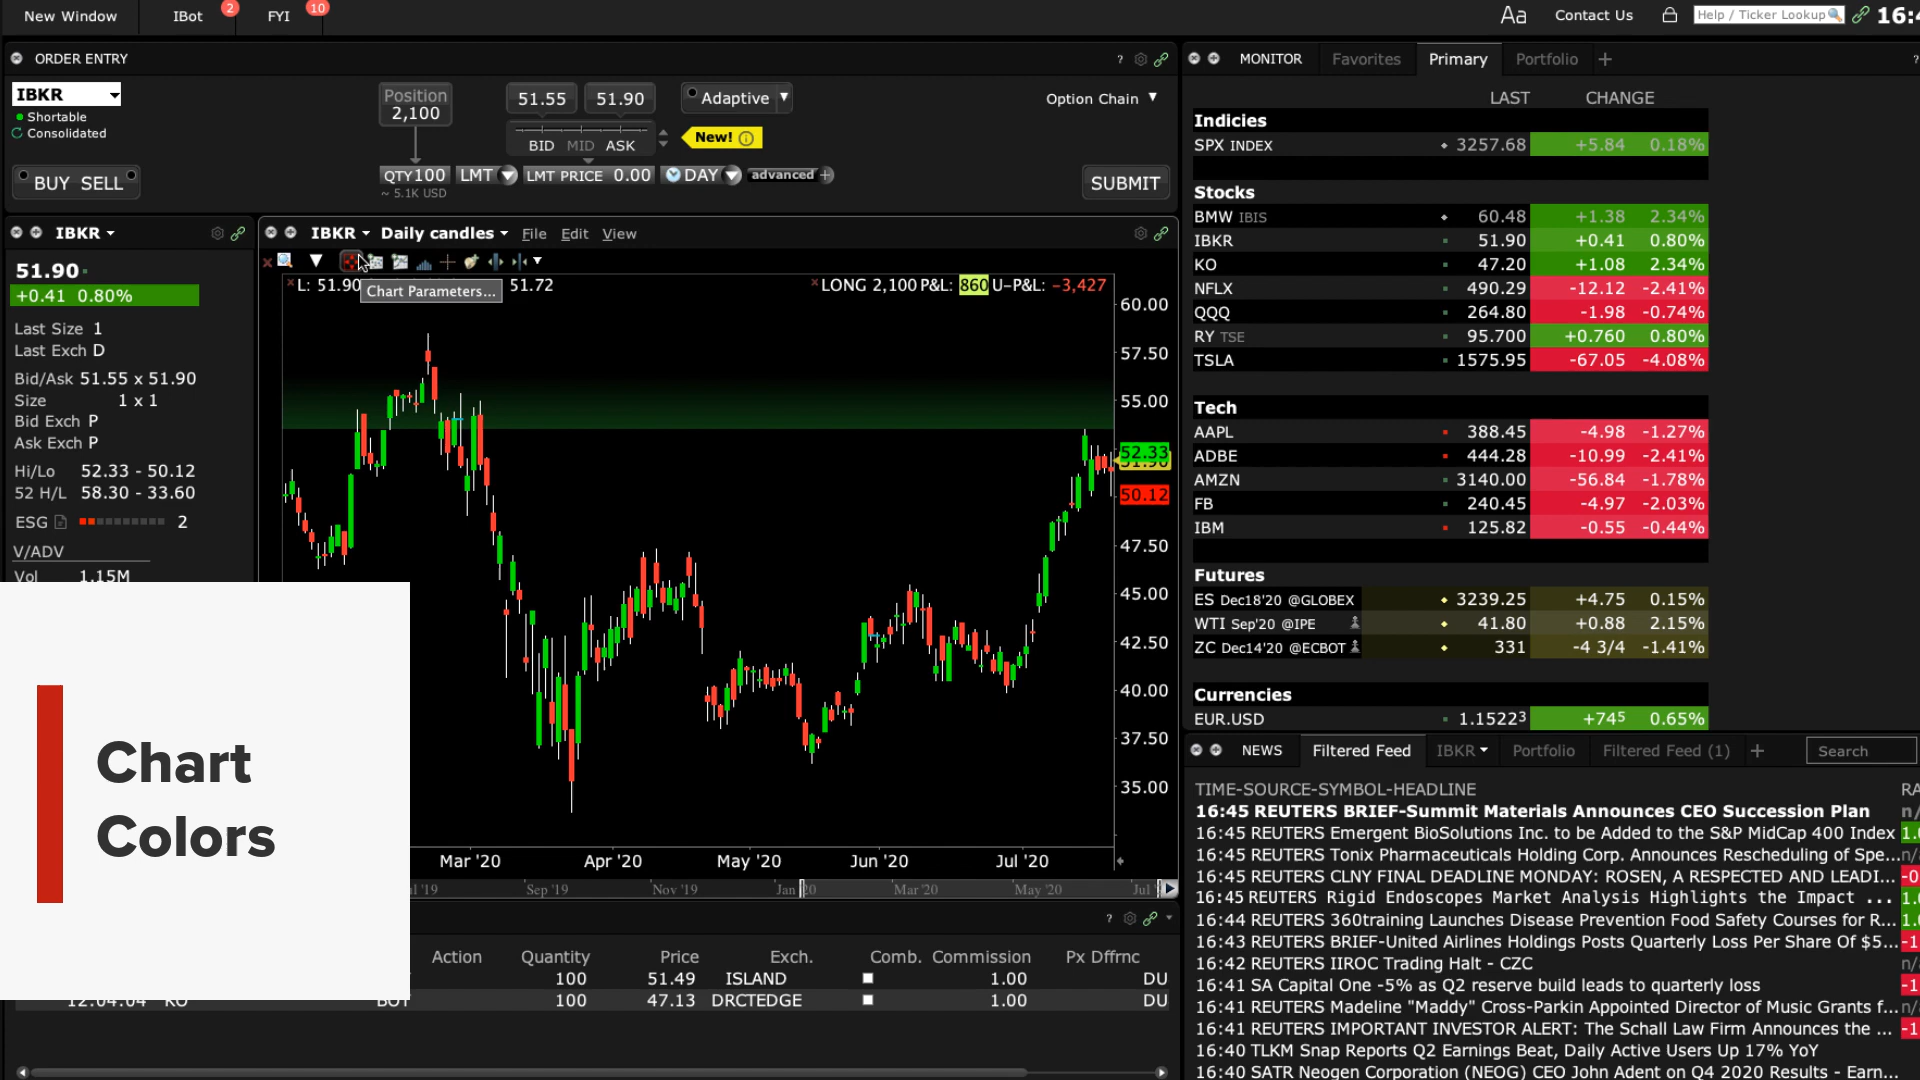 New Window IBot 2 FYI 10 Aa Contact Us Help / Ticker Lookup
ORDER ENTRY ?
IBKR
Shortable
Consolidated
Position
2,100
51.55 51.90 Adaptive Option Chain
BID MID ASK New!
BUY SELL QTY 100 LMT LMT PRICE 0.00 DAY advanced + SUBMIT
~ 5.1K USD
IBKR
51.90
+0.41 0.80%
Last Size 1
Last Exch D
Bid/Ask 51.55 x 51.90
Size 1 x 1
Bid Exch P
Ask Exch P
Hi/Lo 52.33 - 50.12
52 H/L 58.30 - 33.60
ESG 2
V/ADV
Vol 1.15M
Chart
Colors
IBKR Daily candles File Edit View
Chart Parameters...
L: 51.90 51.72 LONG 2,100 P&L: 860 U-P&L: -3,427
60.00
57.50
55.00
52.33
51.90
50.12
47.50
45.00
42.50
40.00
37.50
35.00
Mar '20 Apr '20 May '20 Jun '20 Jul '20
Sep '19 Nov '19 Jan Mar '20 May '20 Jul
?
Action Quantity Price Exch. Comb. Commission Px Dffrnc
100 51.49 ISLAND 1.00 DU
100 47.13 DRCTEDGE 1.00 DU
MONITOR Favorites Primary Portfolio +
LAST CHANGE
Indicies
SPX INDEX 3257.68 +5.84 0.18%
Stocks
BMW IBIS 60.48 +1.38 2.34%
IBKR 51.90 +0.41 0.80%
KO 47.20 +1.08 2.34%
NFLX 490.29 -12.12 -2.41%
QQQ 264.80 -1.98 -0.74%
RY TSE 95.700 +0.760 0.80%
TSLA 1575.95 -67.05 -4.08%
Tech
AAPL 388.45 -4.98 -1.27%
ADBE 444.28 -10.99 -2.41%
AMZN 3140.00 -56.84 -1.78%
FB 240.45 -4.97 -2.03%
IBM 125.82 -0.55 -0.44%
Futures
ES Dec18'20 @GLOBEX 3239.25 +4.75 0.15%
WTI Sep'20 @IPE 41.80 +0.88 2.15%
ZC Dec14'20 @ECBOT 331 -4 3/4 -1.41%
Currencies
EUR.USD 1.15223 +745 0.65%
NEWS Filtered Feed IBKR Portfolio Filtered Feed (1) + Search
TIME-SOURCE-SYMBOL-HEADLINE RA
16:45 REUTERS BRIEF-Summit Materials Announces CEO Succession Plan n/
16:45 REUTERS Emergent BioSolutions Inc. to be Added to the S&P MidCap 400 Index 1.
16:45 REUTERS Tonix Pharmaceuticals Holding Corp. Announces Rescheduling of Spe... n/
16:45 REUTERS CLNY FINAL DEADLINE MONDAY: ROSEN, A RESPECTED AND LEADI... -0
16:45 REUTERS Rigid Endoscopes Market Analysis Highlights the Impact ... 1.
16:44 REUTERS 360training Launches Disease Prevention Food Safety Courses for R... 1.
16:43 REUTERS BRIEF-United Airlines Holdings Posts Quarterly Loss Per Share Of $5... -1
16:42 REUTERS IIROC Trading Halt - CZC n/
16:41 SA Capital One -5% as Q2 reserve build leads to quarterly loss -1
16:41 REUTERS Madeline "Maddy" Cross-Parkin Appointed Director of Music Grants f... n/
16:41 REUTERS IMPORTANT INVESTOR ALERT: The Schall Law Firm Announces the ... -1
16:40 TLKM Snap Reports Q2 Earnings Beat, Daily Active Users Up 17% YoY
16:40 SATR Neogen Corporation (NEOG) CEO John Adent on Q4 2020 Results - Earn...